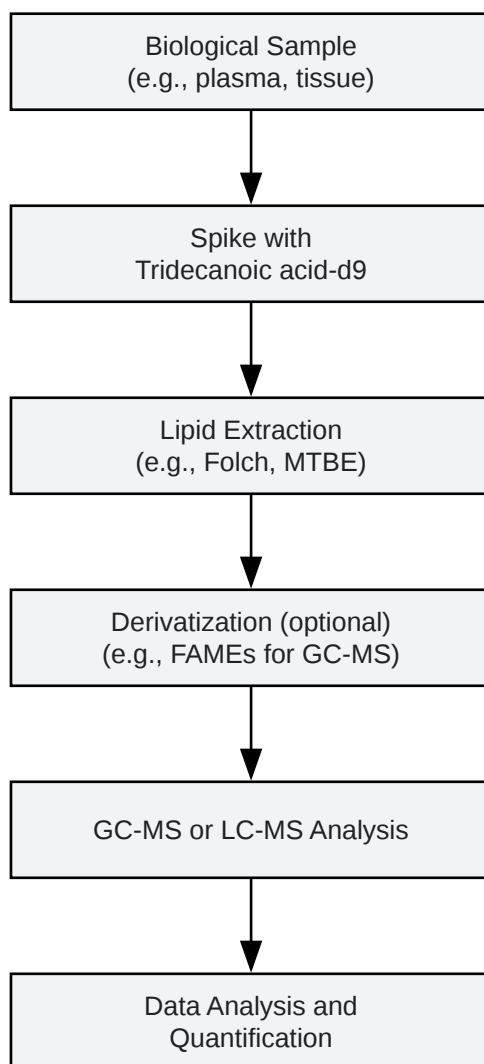 Biological Sample
(e.g., plasma, tissue)
Spike with
Tridecanoic acid-d9
Lipid Extraction
(e.g., Folch, MTBE)
Derivatization (optional)
(e.g., FAMEs for GC-MS)
GC-MS or LC-MS Analysis
Data Analysis and
Quantification